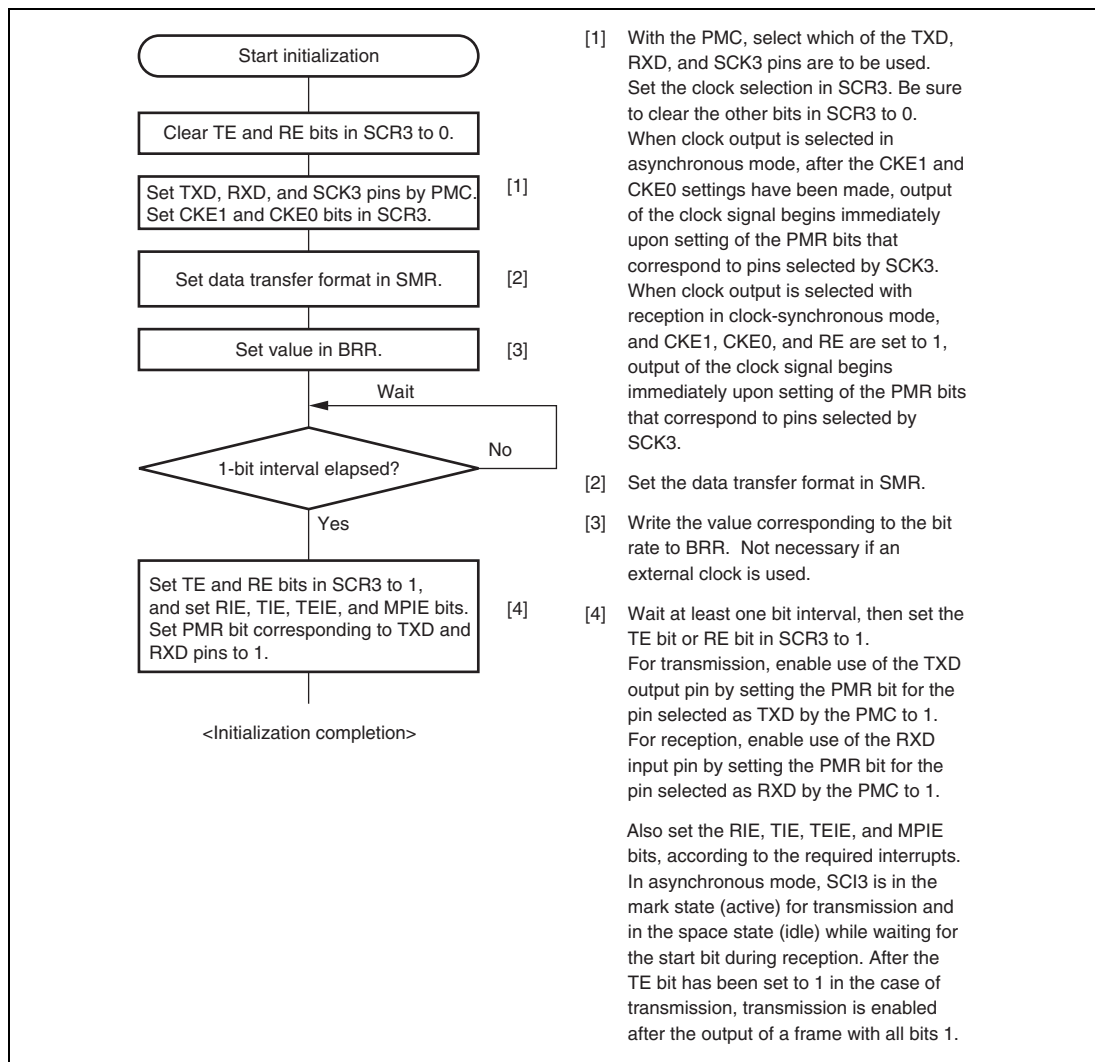 Start initialization
Clear TE and RE bits in SCR3 to 0.
Set TXD, RXD, and SCK3 pins by PMC.
Set CKE1 and CKE0 bits in SCR3.
[1]
Set data transfer format in SMR.
[2]
Set value in BRR.
[3]
Wait
1-bit interval elapsed?
No
Yes
Set TE and RE bits in SCR3 to 1,
and set RIE, TIE, TEIE, and MPIE bits.
Set PMR bit corresponding to TXD and
RXD pins to 1.
[4]
<Initialization completion>
[1] With the PMC, select which of the TXD,
RXD, and SCK3 pins are to be used.
Set the clock selection in SCR3. Be sure
to clear the other bits in SCR3 to 0.
When clock output is selected in
asynchronous mode, after the CKE1 and
CKE0 settings have been made, output
of the clock signal begins immediately
upon setting of the PMR bits that
correspond to pins selected by SCK3.
When clock output is selected with
reception in clock-synchronous mode,
and CKE1, CKE0, and RE are set to 1,
output of the clock signal begins
immediately upon setting of the PMR bits
that correspond to pins selected by
SCK3.
[2] Set the data transfer format in SMR.
[3] Write the value corresponding to the bit
rate to BRR. Not necessary if an
external clock is used.
[4] Wait at least one bit interval, then set the
TE bit or RE bit in SCR3 to 1.
For transmission, enable use of the TXD
output pin by setting the PMR bit for the
pin selected as TXD by the PMC to 1.
For reception, enable use of the RXD
input pin by setting the PMR bit for the
pin selected as RXD by the PMC to 1.
Also set the RIE, TIE, TEIE, and MPIE
bits, according to the required interrupts.
In asynchronous mode, SCI3 is in the
mark state (active) for transmission and
in the space state (idle) while waiting for
the start bit during reception. After the
TE bit has been set to 1 in the case of
transmission, transmission is enabled
after the output of a frame with all bits 1.